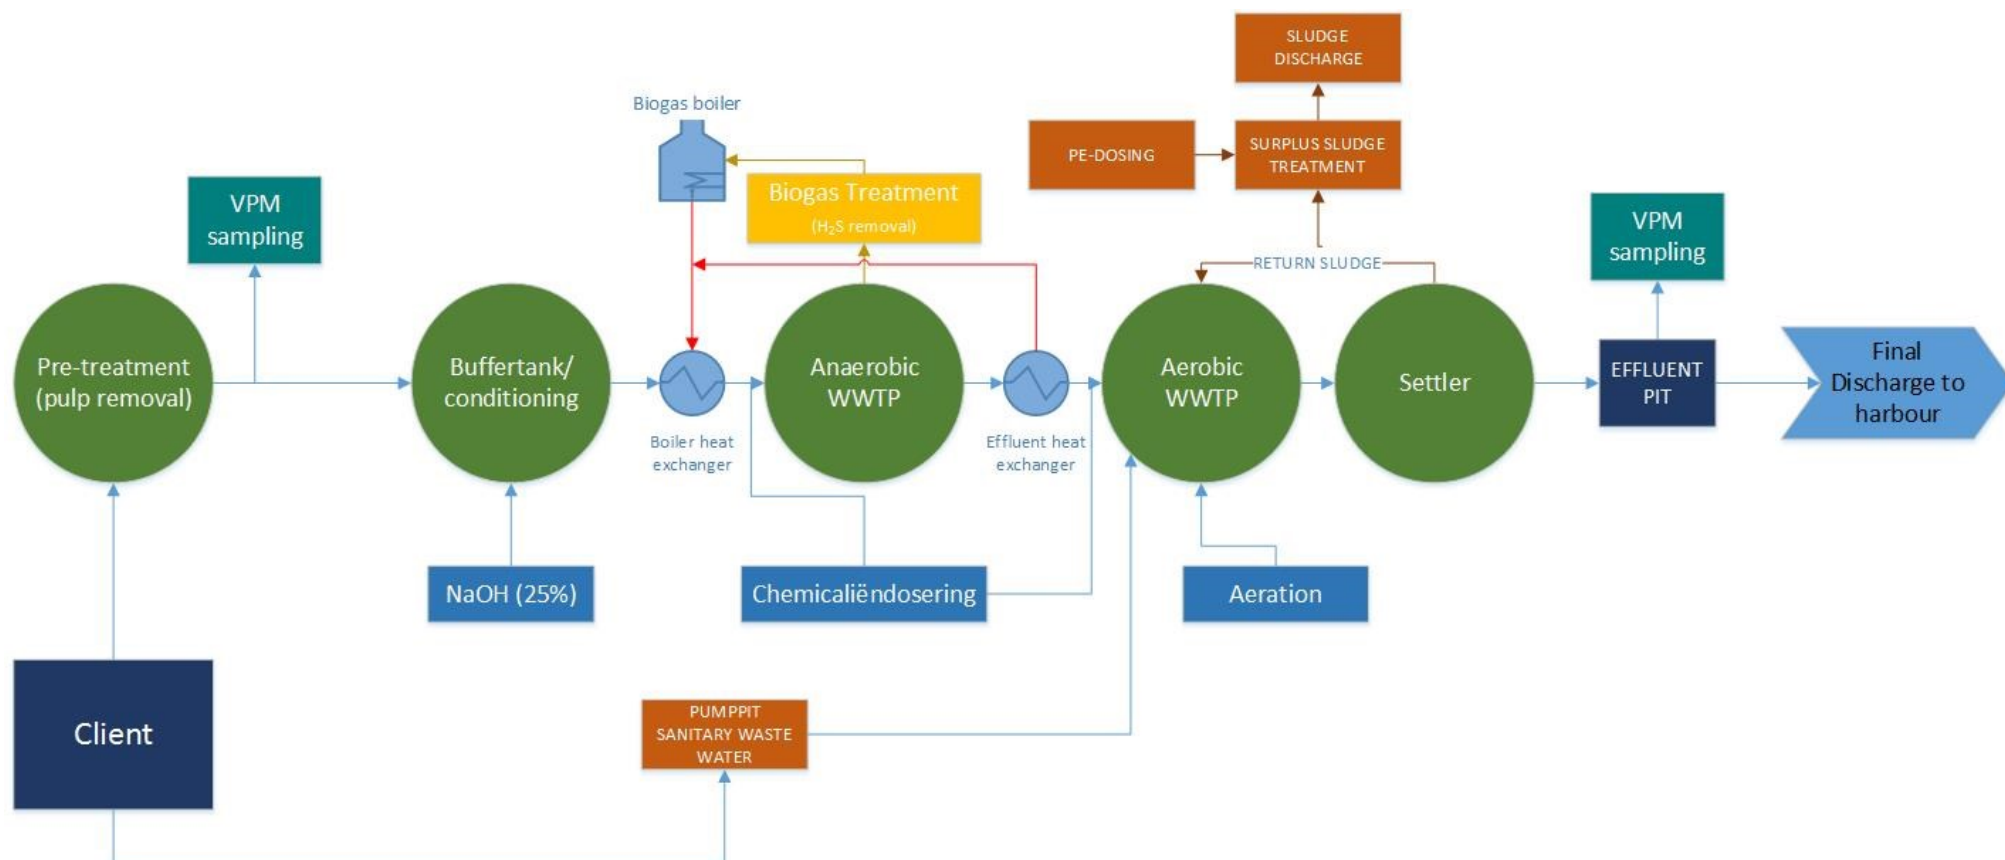 SLUDGE
DISCHARGE
Biogas boiler
PE-DOSING
SURPLUS SLUDGE
TREATMENT
VPM
sampling
Biogas Treatment
(H₂S removal)
VPM
sampling
RETURN SLUDGE
Pre-treatment
(pulp removal)
Buffertank/
conditioning
Anaerobic
WWTP
Aerobic
WWTP
Settler
EFFLUENT
PIT
Final
Discharge to
harbour
Boiler heat
exchanger
Effluent heat
exchanger
NaOH (25%)
Chemicaliëndosering
Aeration
Client
PUMPPIT
SANITARY WASTE
WATER